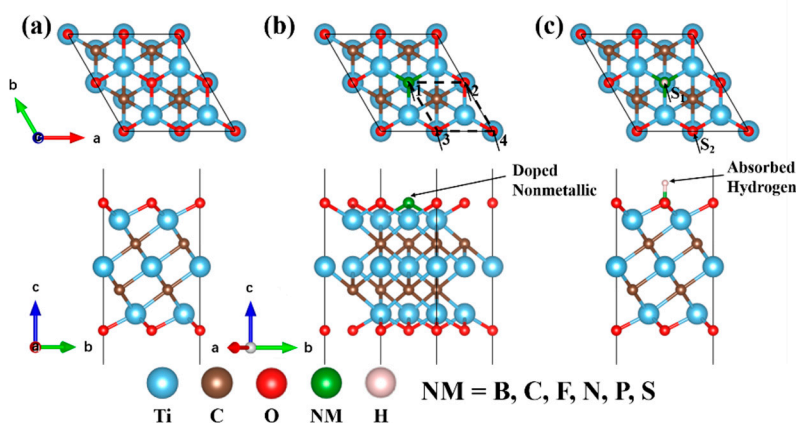 (a)
(b)
(c)
b
a
c
1
2
3
4
S1
S2
Doped
Nonmetallic
Absorbed
Hydrogen
c
a
b
c
a
b
Ti
C
O
NM
H
NM = B, C, F, N, P, S